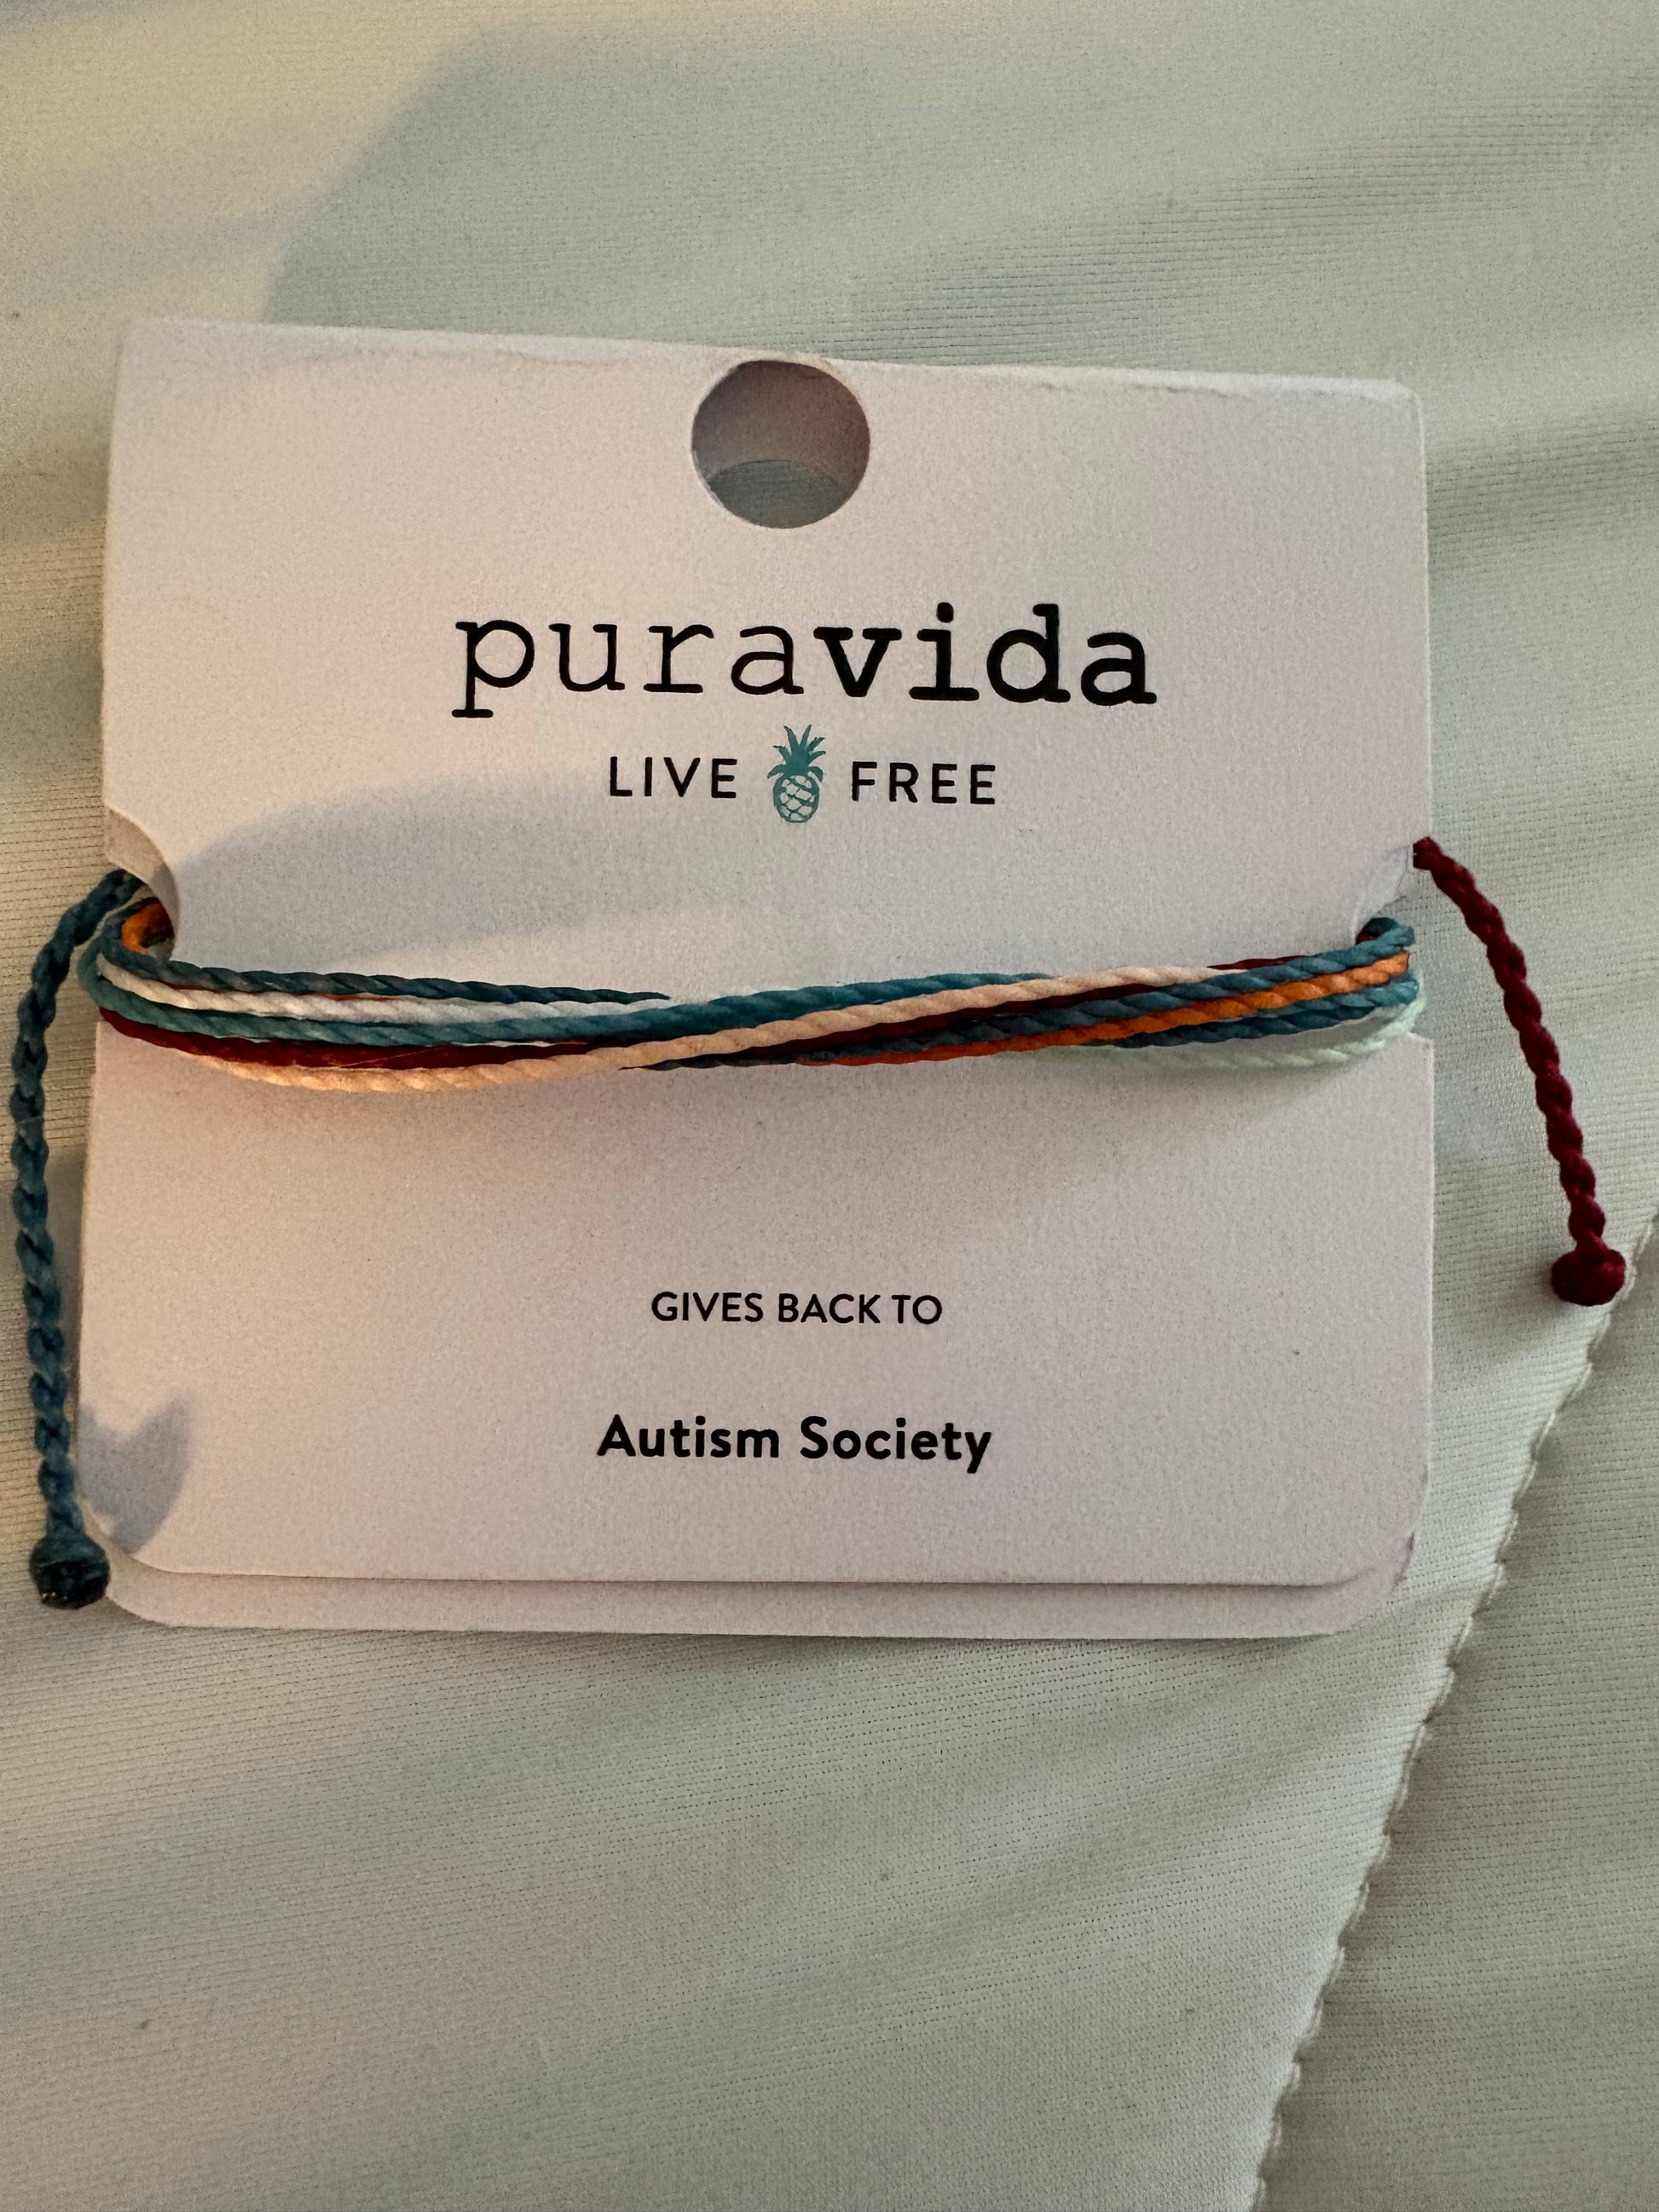 puravida
LIVE FREE
GIVES BACK TO
Autism Society